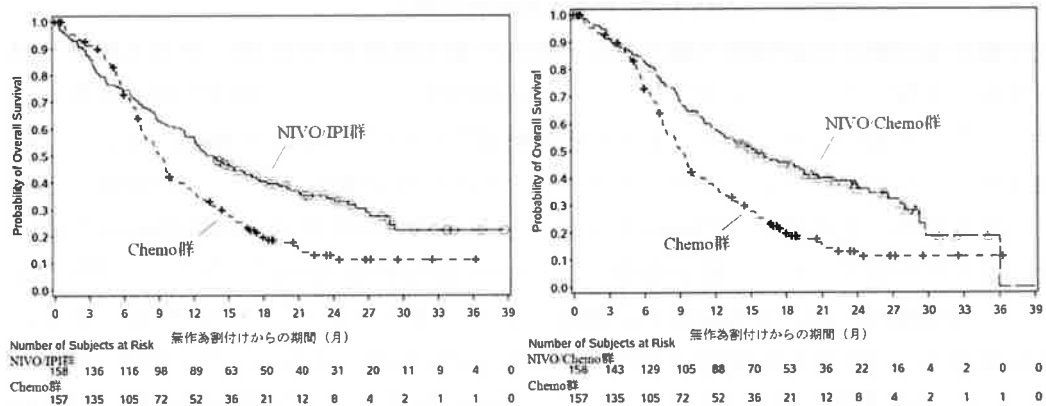 Probability of Overall Survival
1.0
0.9
0.8
0.7
0.6
0.5
0.4
0.3
0.2
0.1
0.0
NIVO/IPI群
Chemo群
0 3 6 9 12 15 18 21 24 27 30 33 36 39
無作為割付けからの期間（月）
Number of Subjects at Risk
NIVO/IPI群
158 136 116 98 89 63 50 40 31 20 11 9 4 0
Chemo群
157 135 105 72 52 36 21 12 8 4 2 1 1 0
Probability of Overall Survival
1.0
0.9
0.8
0.7
0.6
0.5
0.4
0.3
0.2
0.1
0.0
NIVO/Chemo群
Chemo群
0 3 6 9 12 15 18 21 24 27 30 33 36 39
無作為割付けからの期間（月）
Number of Subjects at Risk
NIVO/Chemo群
158 143 129 105 88 70 53 36 22 16 4 2 0 0
Chemo群
157 135 105 72 52 36 21 12 8 4 2 1 1 0